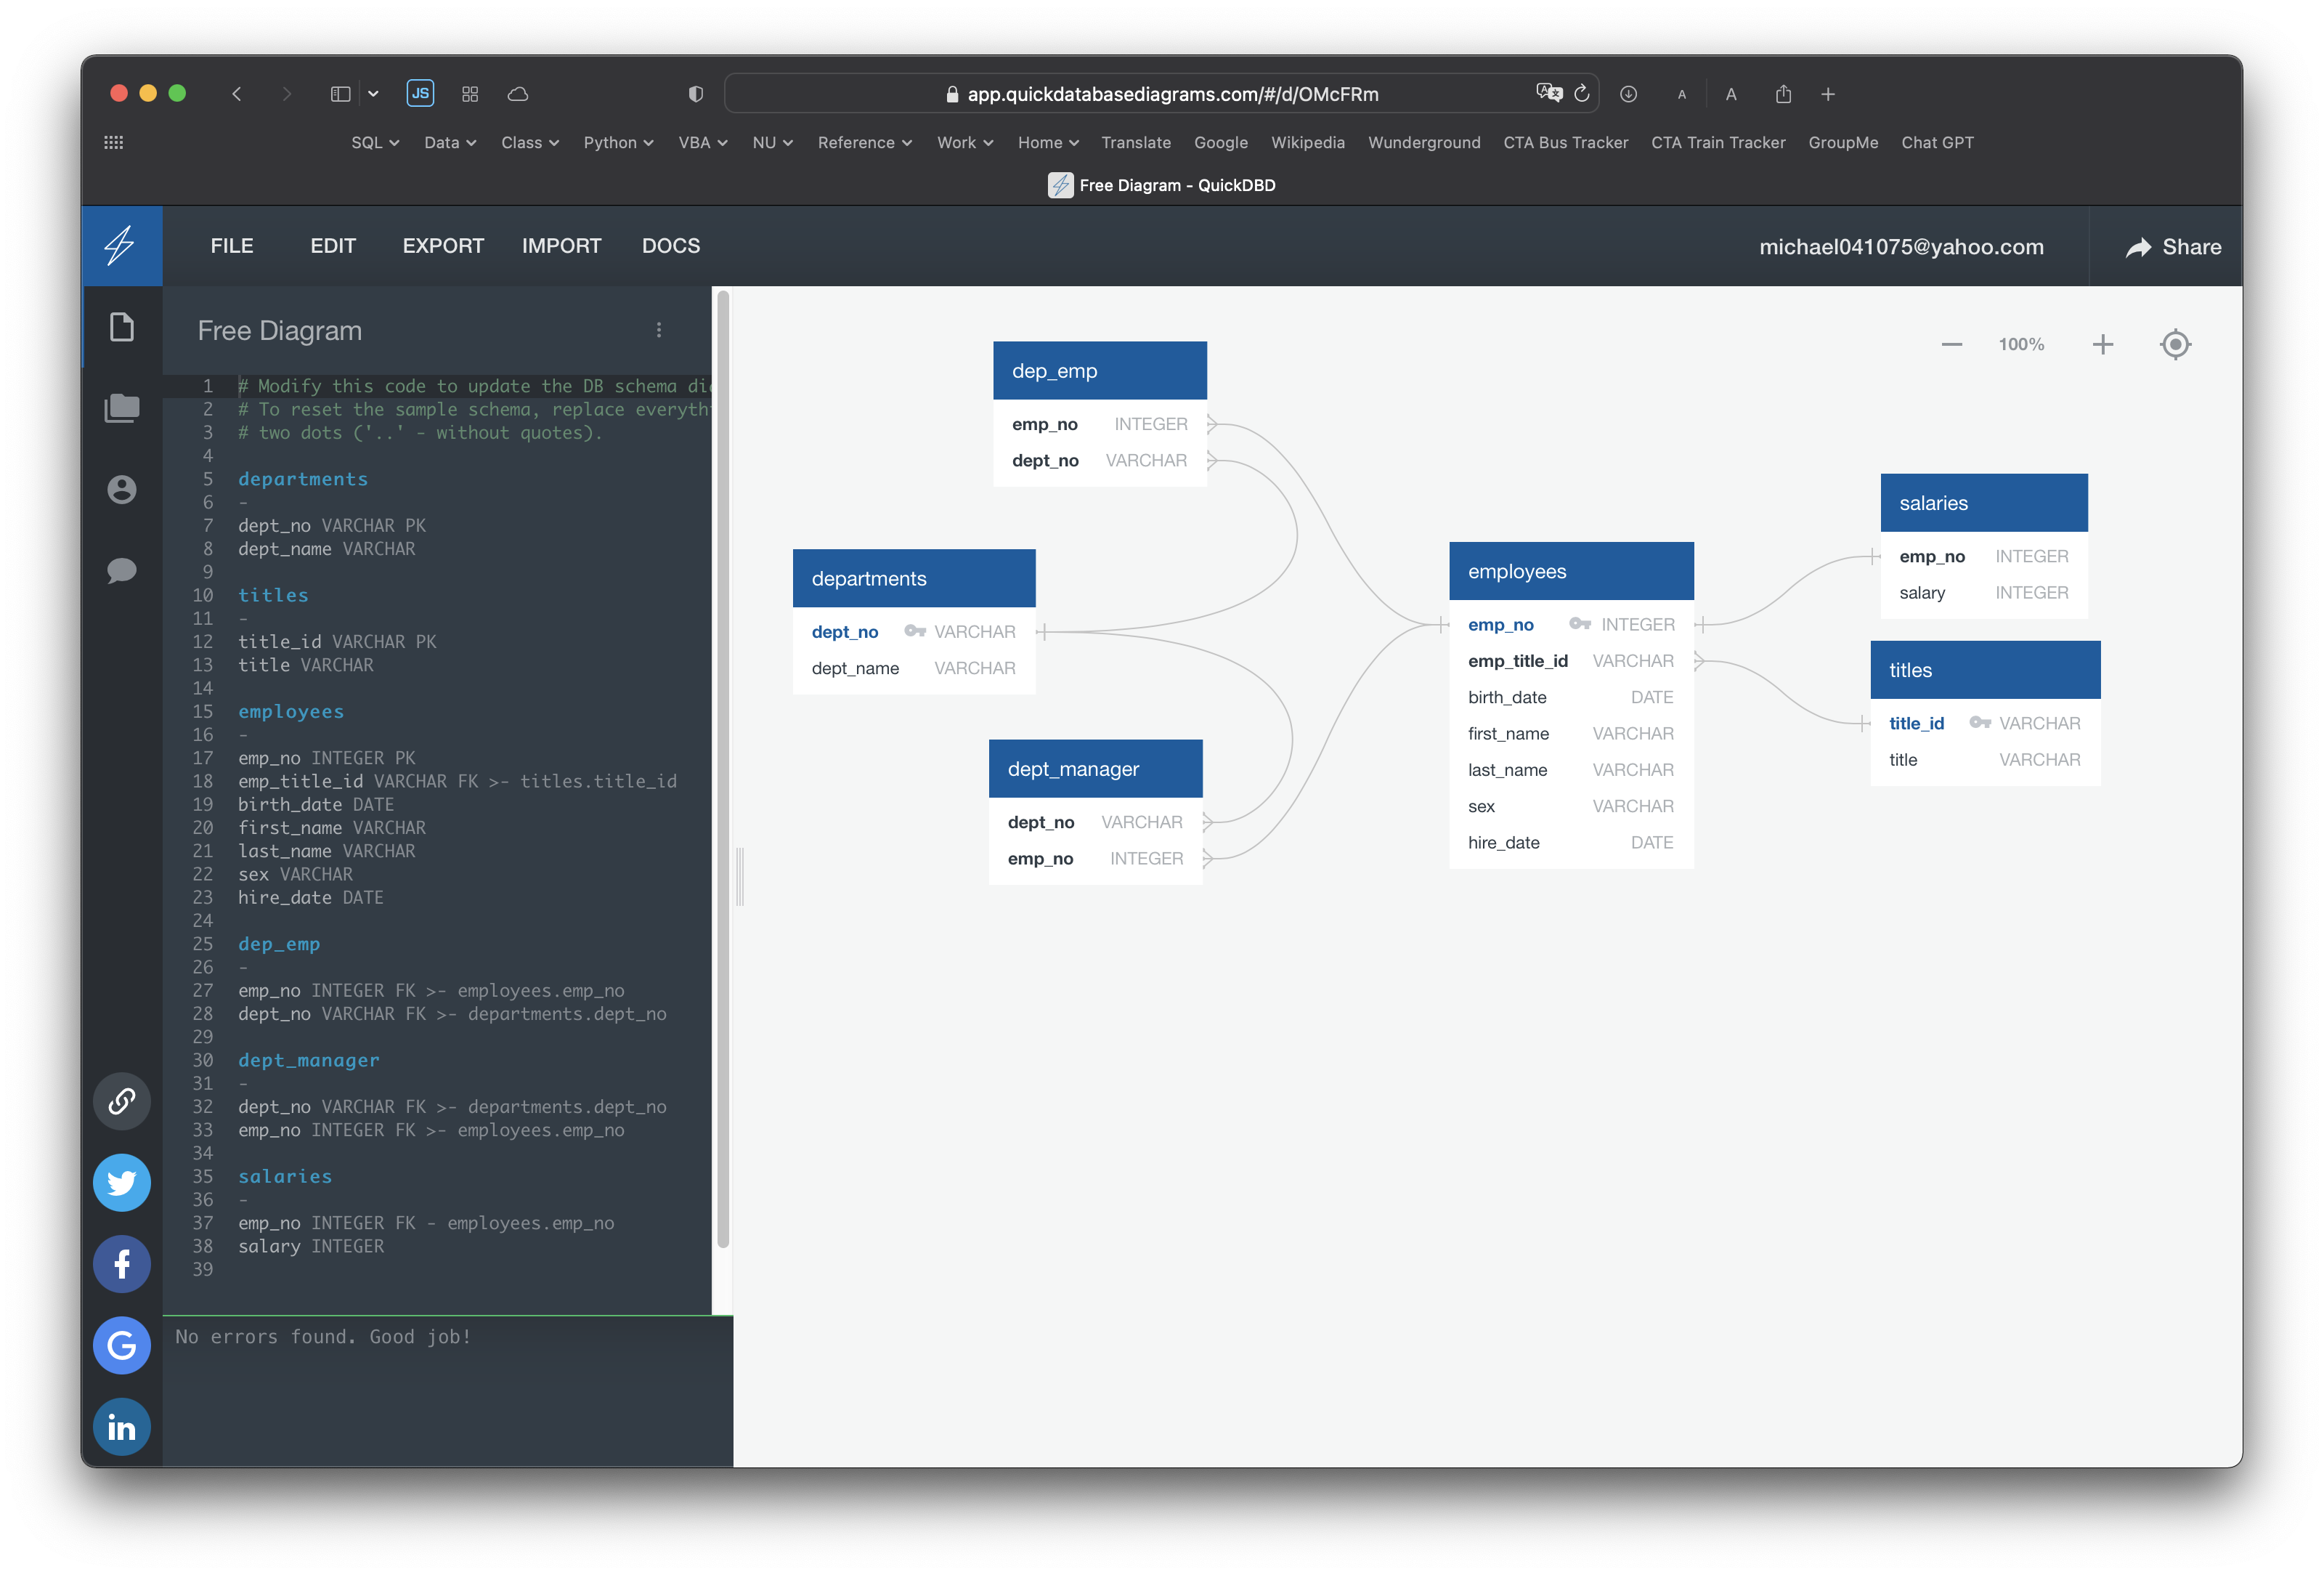 JS
app.quickdatabasediagrams.com/#/d/OMcFRm
A A
SQL Data Class Python VBA NU Reference Work Home Translate Google Wikipedia Wunderground CTA Bus Tracker CTA Train Tracker GroupMe Chat GPT
Free Diagram - QuickDBD
FILE EDIT EXPORT IMPORT DOCS
michael041075@yahoo.com Share
Free Diagram
1 # Modify this code to update the DB schema di
2 # To reset the sample schema, replace everyth
3 # two dots ('..' - without quotes).
4
5 departments
6 -
7 dept_no VARCHAR PK
8 dept_name VARCHAR
9
10 titles
11 -
12 title_id VARCHAR PK
13 title VARCHAR
14
15 employees
16 -
17 emp_no INTEGER PK
18 emp_title_id VARCHAR FK >- titles.title_id
19 birth_date DATE
20 first_name VARCHAR
21 last_name VARCHAR
22 sex VARCHAR
23 hire_date DATE
24
25 dep_emp
26 -
27 emp_no INTEGER FK >- employees.emp_no
28 dept_no VARCHAR FK >- departments.dept_no
29
30 dept_manager
31 -
32 dept_no VARCHAR FK >- departments.dept_no
33 emp_no INTEGER FK >- employees.emp_no
34
35 salaries
36 -
37 emp_no INTEGER FK - employees.emp_no
38 salary INTEGER
39
No errors found. Good job!
100%
dep_emp
emp_no INTEGER
dept_no VARCHAR
departments
dept_no VARCHAR
dept_name VARCHAR
dept_manager
dept_no VARCHAR
emp_no INTEGER
employees
emp_no INTEGER
emp_title_id VARCHAR
birth_date DATE
first_name VARCHAR
last_name VARCHAR
sex VARCHAR
hire_date DATE
salaries
emp_no INTEGER
salary INTEGER
titles
title_id VARCHAR
title VARCHAR